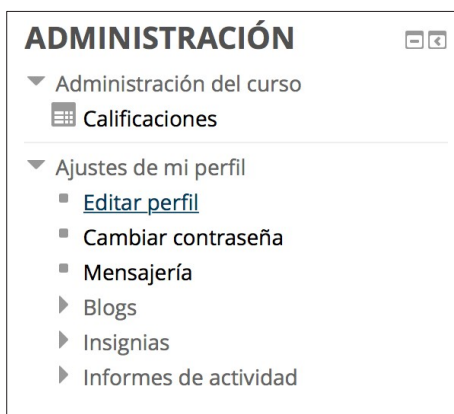 ADMINISTRACIÓN
Administración del curso
Calificaciones
Ajustes de mi perfil
Editar perfil
Cambiar contraseña
Mensajería
Blogs
Insignias
Informes de actividad